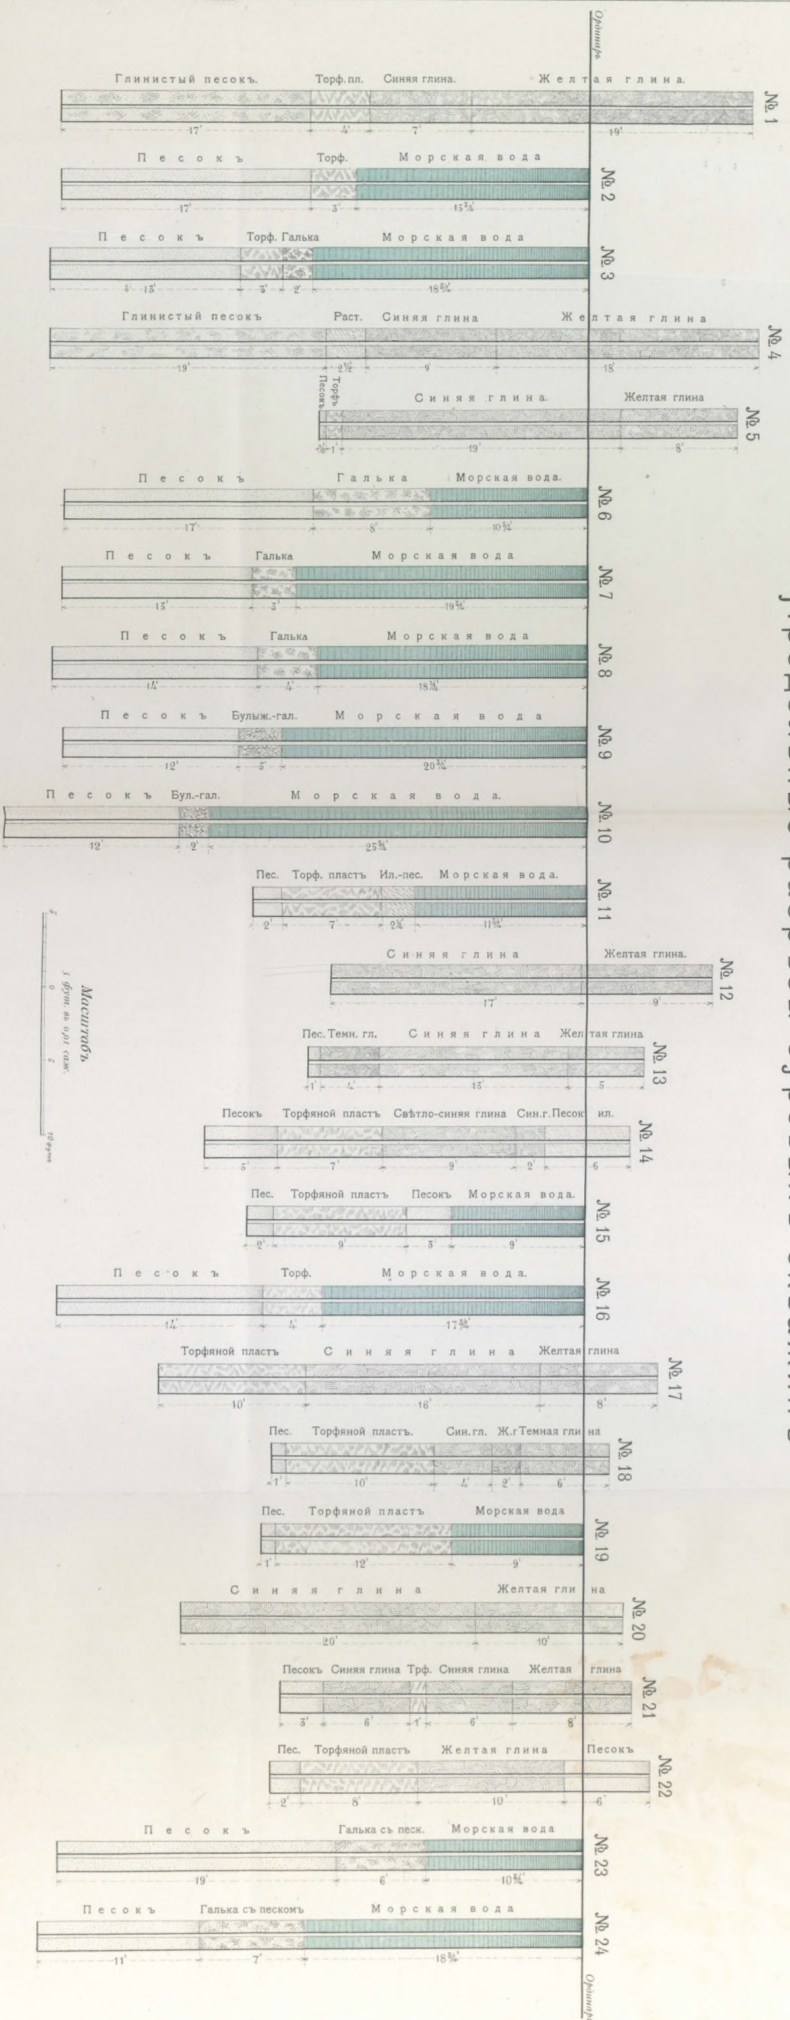 Ординаръ
Глинистый песокъ. Торф.пл. Синяя глина. Желтая глина. № 1
17' 4' 7' 19'
Песокъ Торф. Морская вода № 2
17' 3' 15¾'
Песокъ Торф. Галька Морская вода № 3
13' 3' 2' 18¾'
Глинистый песокъ Раст. Синяя глина Желтая глина № 4
19' 2½' 9' 18'
Песокъ Торфъ Синяя глина. Желтая глина № 5
½' 1' 19' 8'
Песокъ Галька Морская вода. № 6
17' 8' 10¾'
Песокъ Галька Морская вода № 7
13' 3' 19¾'
Песокъ Галька Морская вода № 8
14' 4' 18¾'
Песокъ Булыж.-гал. Морская вода № 9
12' 3' 20¾'
Песокъ Бул.-гал. Морская вода. № 10
12' 2' 25¾'
Пес. Торф. пластъ Ил.-пес. Морская вода. № 11
2' 7' 2¼' 11¾'
Синяя глина Желтая глина. № 12
17' 9'
Пес. Темн. гл. Синяя глина Желтая глина № 13
1' 4' 13' 5
Песокъ Торфяной пластъ Свѣтло-синяя глина Син.г. Песок ил. № 14
5' 7' 9' 2' 6
Пес. Торфяной пластъ Песокъ Морская вода. № 15
2' 9' 3' 9'
Песокъ Торф. Морская вода. № 16
14' 4' 17¾'
Торфяной пластъ Синяя глина Желтая глина № 17
10' 16' 8'
Пес. Торфяной пластъ. Син.гл. Ж.г Темная глина № 18
1' 10' 4' 2' 6'
Пес. Торфяной пластъ Морская вода № 19
1' 12' 9'
Синяя глина Желтая глина № 20
20' 10'
Песокъ Синяя глина Трф. Синяя глина Желтая глина № 21
3' 6' 1' 6' 8'
Пес. Торфяной пластъ Желтая глина Песокъ № 22
2' 8' 10' 6'
Песокъ Галька съ песк. Морская вода № 23
19' 6' 10¾'
Песокъ Галька съ пескомъ Морская вода № 24
11' 7' 18¾'
Ординаръ
Масштабъ